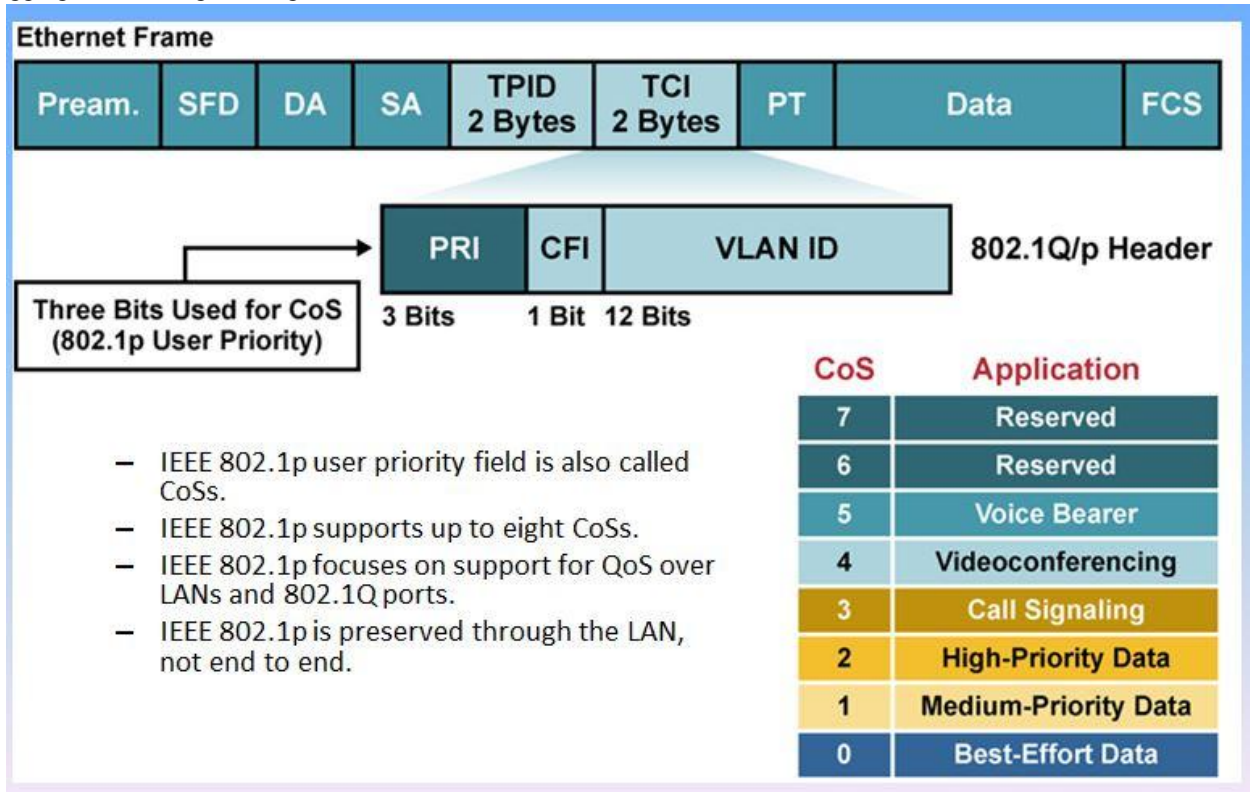 Ethernet Frame
Pream. SFD DA SA TPID 2 Bytes TCI 2 Bytes PT Data FCS
PRI CFI VLAN ID 802.1Q/p Header
Three Bits Used for CoS
(802.1p User Priority)
3 Bits 1 Bit 12 Bits
CoS Application
7 Reserved
6 Reserved
5 Voice Bearer
4 Videoconferencing
3 Call Signaling
2 High-Priority Data
1 Medium-Priority Data
0 Best-Effort Data
– IEEE 802.1p user priority field is also called
CoSs.
– IEEE 802.1p supports up to eight CoSs.
– IEEE 802.1p focuses on support for QoS over
LANs and 802.1Q ports.
– IEEE 802.1p is preserved through the LAN,
not end to end.